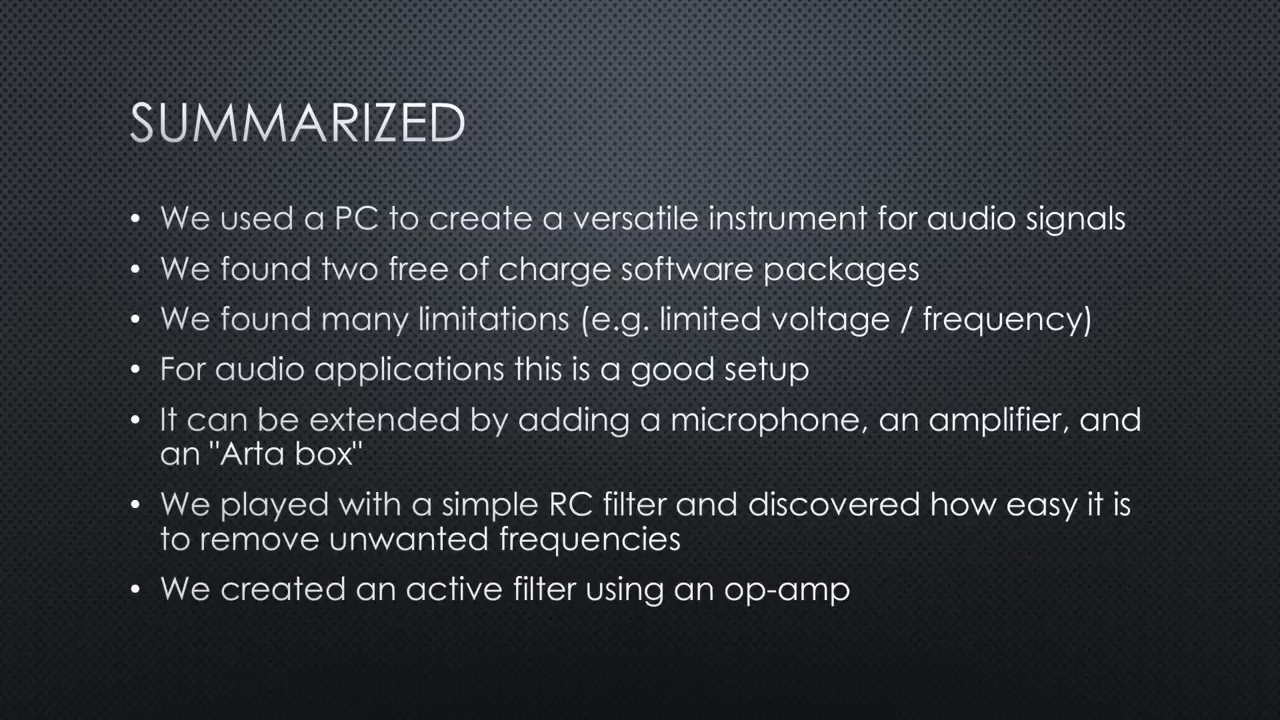 SUMMARIZED
• We used a PC to create a versatile instrument for audio signals
• We found two free of charge software packages
• We found many limitations (e.g. limited voltage / frequency)
• For audio applications this is a good setup
• It can be extended by adding a microphone, an amplifier, and
an "Arta box"
• We played with a simple RC filter and discovered how easy it is
to remove unwanted frequencies
• We created an active filter using an op-amp